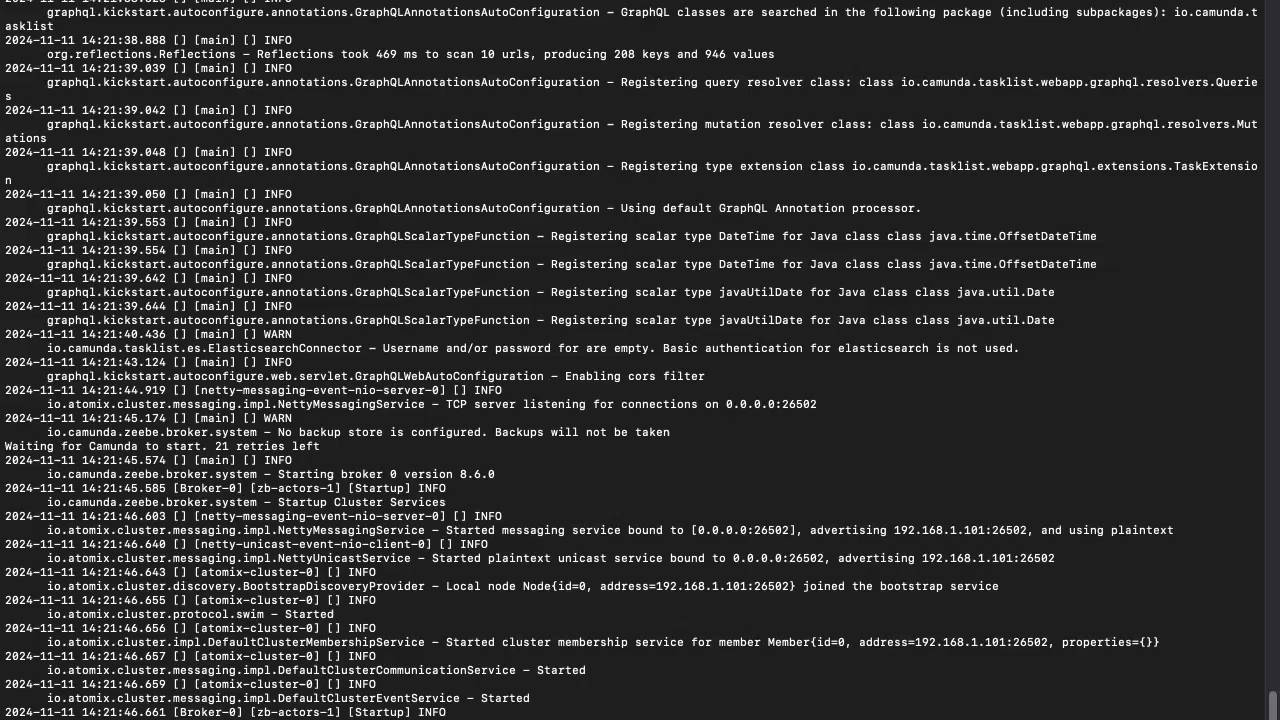 graphql.kickstart.autoconfigure.annotations.GraphQLAnnotationsAutoConfiguration – GraphQL classes are searched in the following package (including subpackages): io.camunda.t
asklist
2024–11–11 14:21:38.888 [] [main] [] INFO
org.reflections.Reflections – Reflections took 469 ms to scan 10 urls, producing 208 keys and 946 values
2024–11–11 14:21:39.039 [] [main] [] INFO
graphql.kickstart.autoconfigure.annotations.GraphQLAnnotationsAutoConfiguration – Registering query resolver class: class io.camunda.tasklist.webapp.graphql.resolvers.Querie
s
2024–11–11 14:21:39.042 [] [main] [] INFO
graphql.kickstart.autoconfigure.annotations.GraphQLAnnotationsAutoConfiguration – Registering mutation resolver class: class io.camunda.tasklist.webapp.graphql.resolvers.Mut
ations
2024–11–11 14:21:39.048 [] [main] [] INFO
graphql.kickstart.autoconfigure.annotations.GraphQLAnnotationsAutoConfiguration – Registering type extension class io.camunda.tasklist.webapp.graphql.extensions.TaskExtensio
n
2024–11–11 14:21:39.050 [] [main] [] INFO
graphql.kickstart.autoconfigure.annotations.GraphQLAnnotationsAutoConfiguration – Using default GraphQL Annotation processor.
2024–11–11 14:21:39.553 [] [main] [] INFO
graphql.kickstart.autoconfigure.annotations.GraphQLScalarTypeFunction – Registering scalar type DateTime for Java class class java.time.OffsetDateTime
2024–11–11 14:21:39.554 [] [main] [] INFO
graphql.kickstart.autoconfigure.annotations.GraphQLScalarTypeFunction – Registering scalar type DateTime for Java class class java.time.OffsetDateTime
2024–11–11 14:21:39.642 [] [main] [] INFO
graphql.kickstart.autoconfigure.annotations.GraphQLScalarTypeFunction – Registering scalar type javaUtilDate for Java class class java.util.Date
2024–11–11 14:21:39.644 [] [main] [] INFO
graphql.kickstart.autoconfigure.annotations.GraphQLScalarTypeFunction – Registering scalar type javaUtilDate for Java class class java.util.Date
2024–11–11 14:21:40.436 [] [main] [] WARN
io.camunda.tasklist.es.ElasticsearchConnector – Username and/or password for are empty. Basic authentication for elasticsearch is not used.
2024–11–11 14:21:43.124 [] [main] [] INFO
graphql.kickstart.autoconfigure.web.servlet.GraphQLWebAutoConfiguration – Enabling cors filter
2024–11–11 14:21:44.919 [] [netty–messaging–event–nio–server–0] [] INFO
io.atomix.cluster.messaging.impl.NettyMessagingService – TCP server listening for connections on 0.0.0.0:26502
2024–11–11 14:21:45.174 [] [main] [] WARN
io.camunda.zeebe.broker.system – No backup store is configured. Backups will not be taken
Waiting for Camunda to start. 21 retries left
2024–11–11 14:21:45.574 [] [main] [] INFO
io.camunda.zeebe.broker.system – Starting broker 0 version 8.6.0
2024–11–11 14:21:45.585 [Broker–0] [zb–actors–1] [Startup] INFO
io.camunda.zeebe.broker.system – Startup Cluster Services
2024–11–11 14:21:46.603 [] [netty–messaging–event–nio–server–0] [] INFO
io.atomix.cluster.messaging.impl.NettyMessagingService – Started messaging service bound to [0.0.0.0:26502], advertising 192.168.1.101:26502, and using plaintext
2024–11–11 14:21:46.640 [] [netty–unicast–event–nio–client–0] [] INFO
io.atomix.cluster.messaging.impl.NettyUnicastService – Started plaintext unicast service bound to 0.0.0.0:26502, advertising 192.168.1.101:26502
2024–11–11 14:21:46.643 [] [atomix–cluster–0] [] INFO
io.atomix.cluster.discovery.BootstrapDiscoveryProvider – Local node Node{id=0, address=192.168.1.101:26502} joined the bootstrap service
2024–11–11 14:21:46.655 [] [atomix–cluster–0] [] INFO
io.atomix.cluster.protocol.swim – Started
2024–11–11 14:21:46.656 [] [atomix–cluster–0] [] INFO
io.atomix.cluster.impl.DefaultClusterMembershipService – Started cluster membership service for member Member{id=0, address=192.168.1.101:26502, properties={}}
2024–11–11 14:21:46.657 [] [atomix–cluster–0] [] INFO
io.atomix.cluster.messaging.impl.DefaultClusterCommunicationService – Started
2024–11–11 14:21:46.659 [] [atomix–cluster–0] [] INFO
io.atomix.cluster.messaging.impl.DefaultClusterEventService – Started
2024–11–11 14:21:46.661 [Broker–0] [zb–actors–1] [Startup] INFO